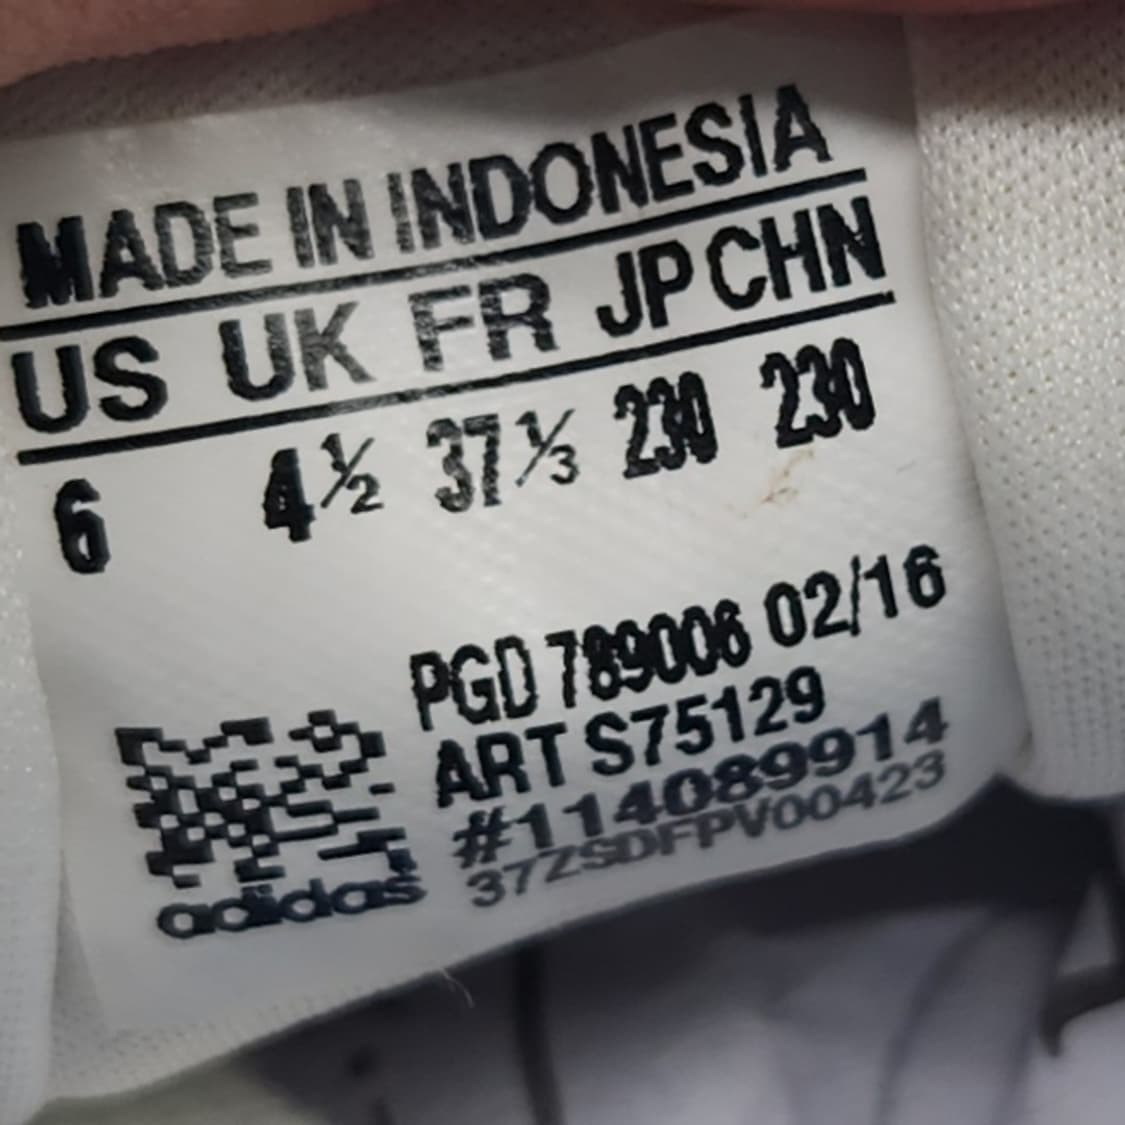 MADE IN INDONESIA
US UK FR JP CHN
6 4½ 37⅓ 230 230
PGD 789006 02/16
ART S75129
#114089914
37ZSDFPV00423
adidas